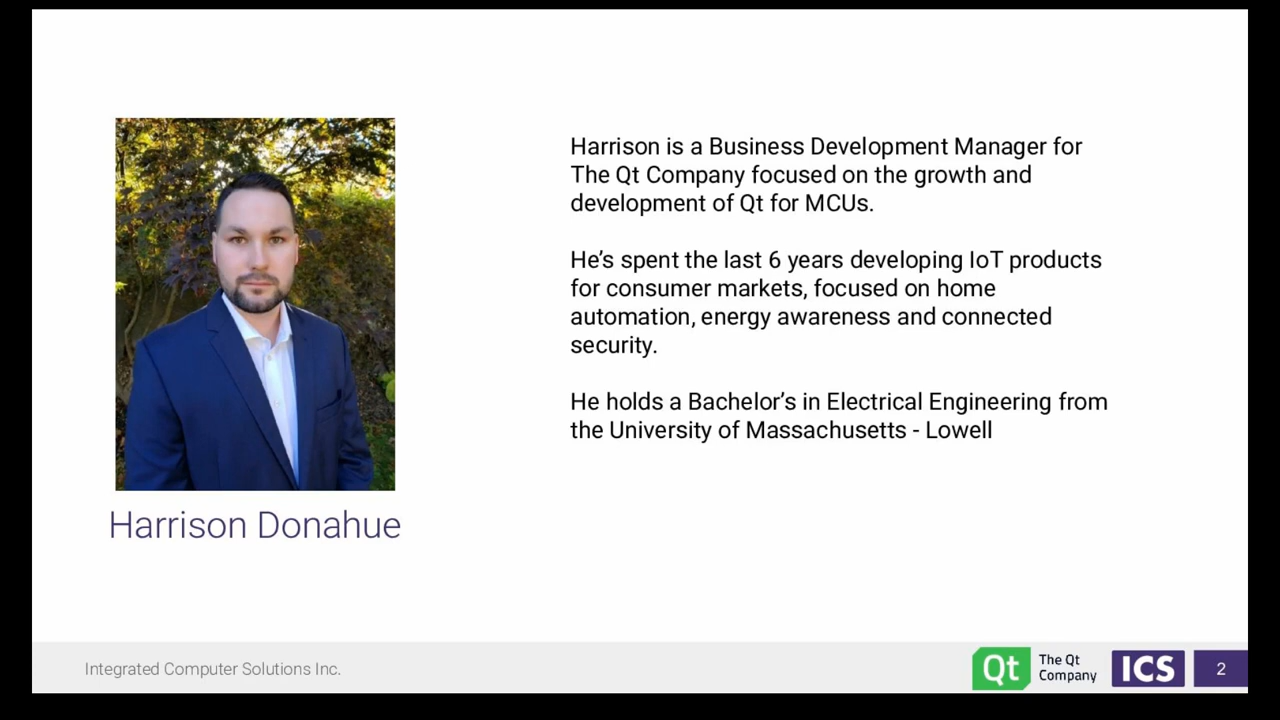 Harrison is a Business Development Manager for
The Qt Company focused on the growth and
development of Qt for MCUs.
He’s spent the last 6 years developing IoT products
for consumer markets, focused on home
automation, energy awareness and connected
security.
He holds a Bachelor’s in Electrical Engineering from
the University of Massachusetts - Lowell
Harrison Donahue
Integrated Computer Solutions Inc.
Qt
The Qt
Company
ICS
2